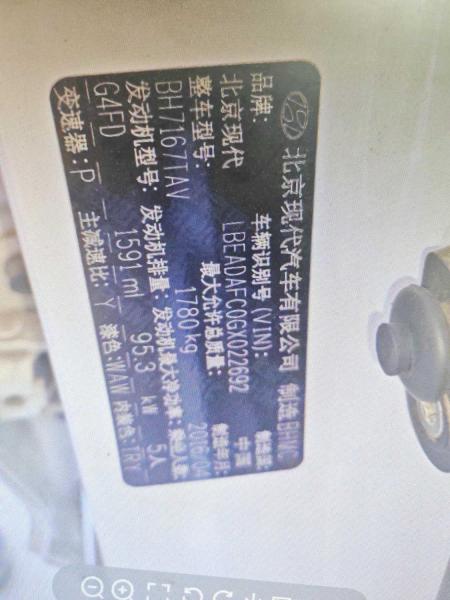 北京现代汽车有限公司 制造 BHMC
品牌: 车辆识别号(VIN): 制造国:
北京现代 LBEADAFC0GX022692 中国
整车型号: 最大允许总质量: 制造年月:
BH7167TAV 1780kg 2016.04
发动机型号: 发动机排量: 发动机最大净功率: 乘坐人数:
G4FD 1591ml 95.3 kW 5人
变速器: P 主减速比: Y 漆色: WAW 内饰色: TRY